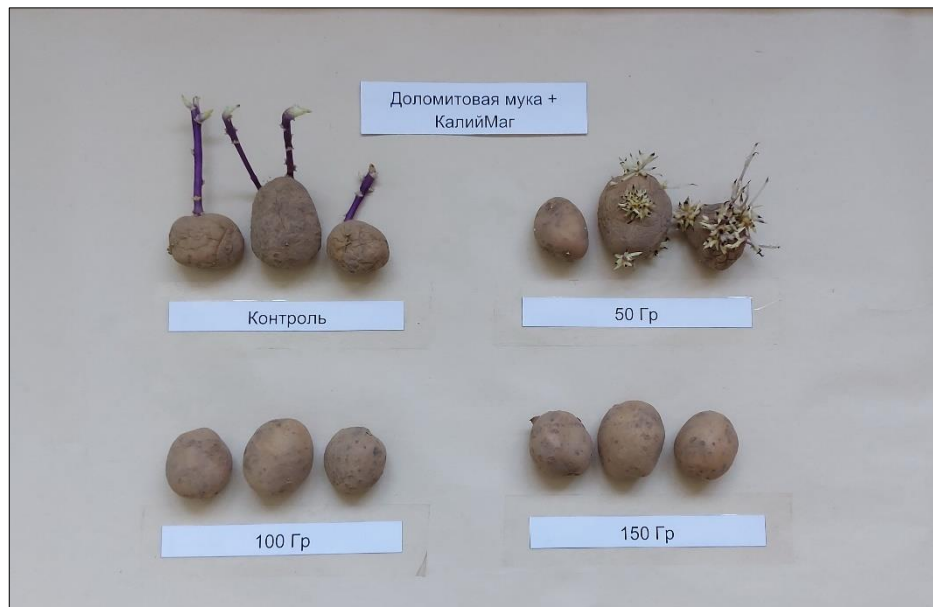 Доломитовая мука +
КалийМаг
Контроль
50 Гр
100 Гр
150 Гр